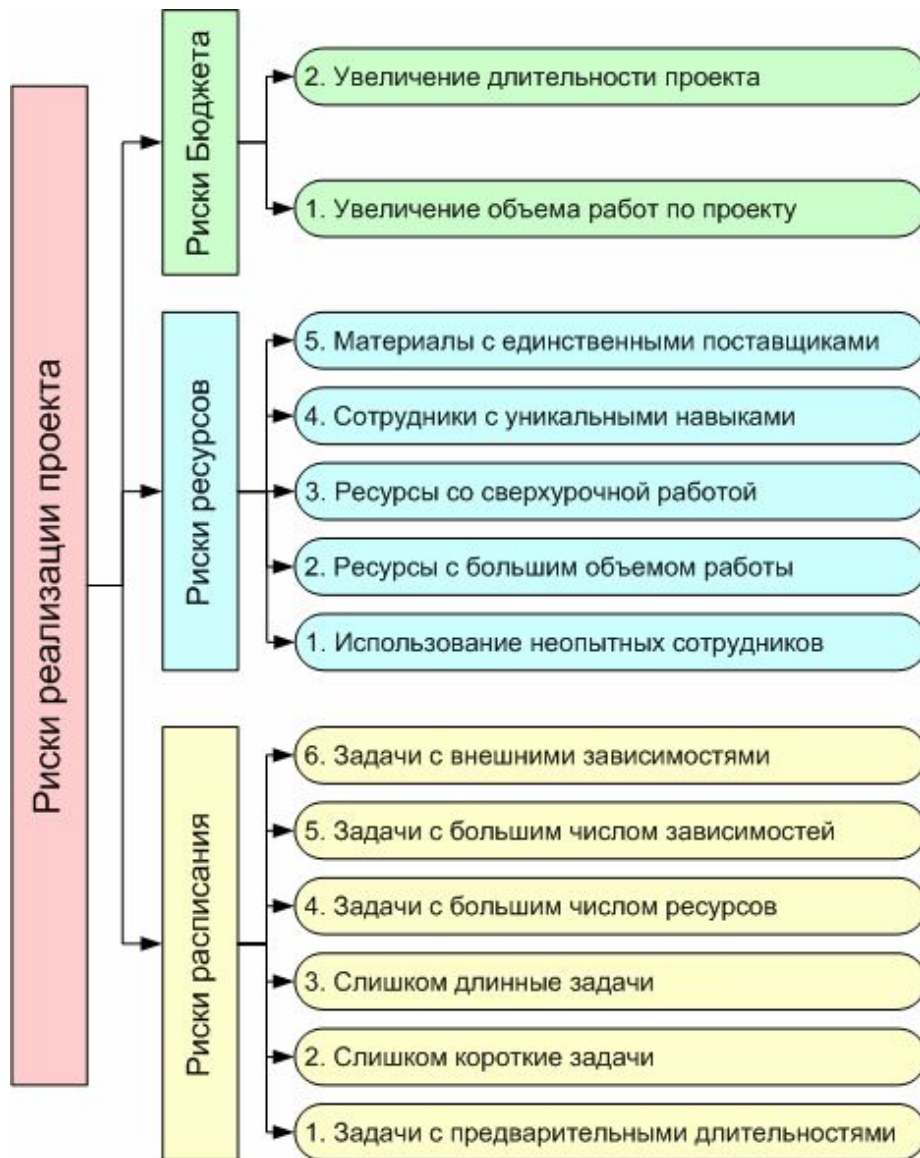 Риски реализации проекта
Риски Бюджета
2. Увеличение длительности проекта
1. Увеличение объема работ по проекту
Риски ресурсов
5. Материалы с единственными поставщиками
4. Сотрудники с уникальными навыками
3. Ресурсы со сверхурочной работой
2. Ресурсы с большим объемом работы
1. Использование неопытных сотрудников
Риски расписания
6. Задачи с внешними зависимостями
5. Задачи с большим числом зависимостей
4. Задачи с большим числом ресурсов
3. Слишком длинные задачи
2. Слишком короткие задачи
1. Задачи с предварительными длительностями